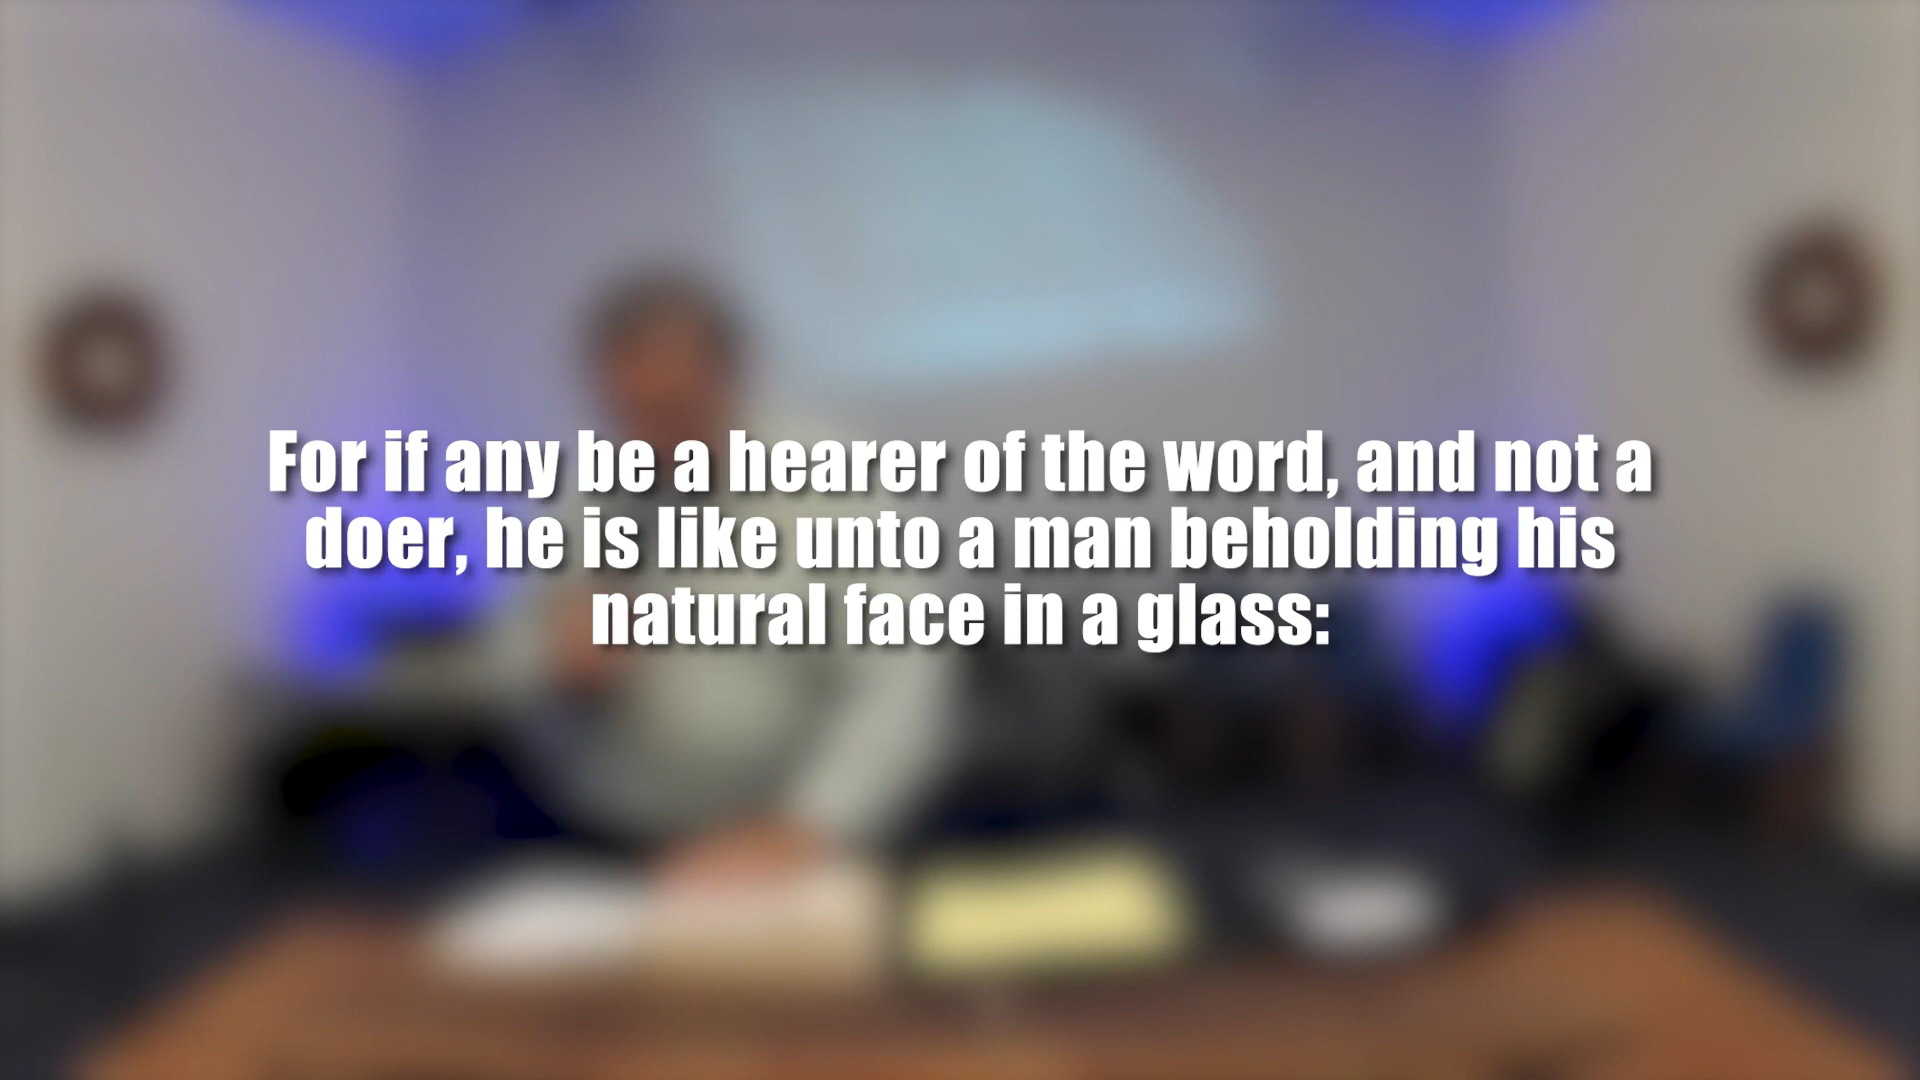 For if any be a hearer of the word, and not a
doer, he is like unto a man beholding his
natural face in a glass: